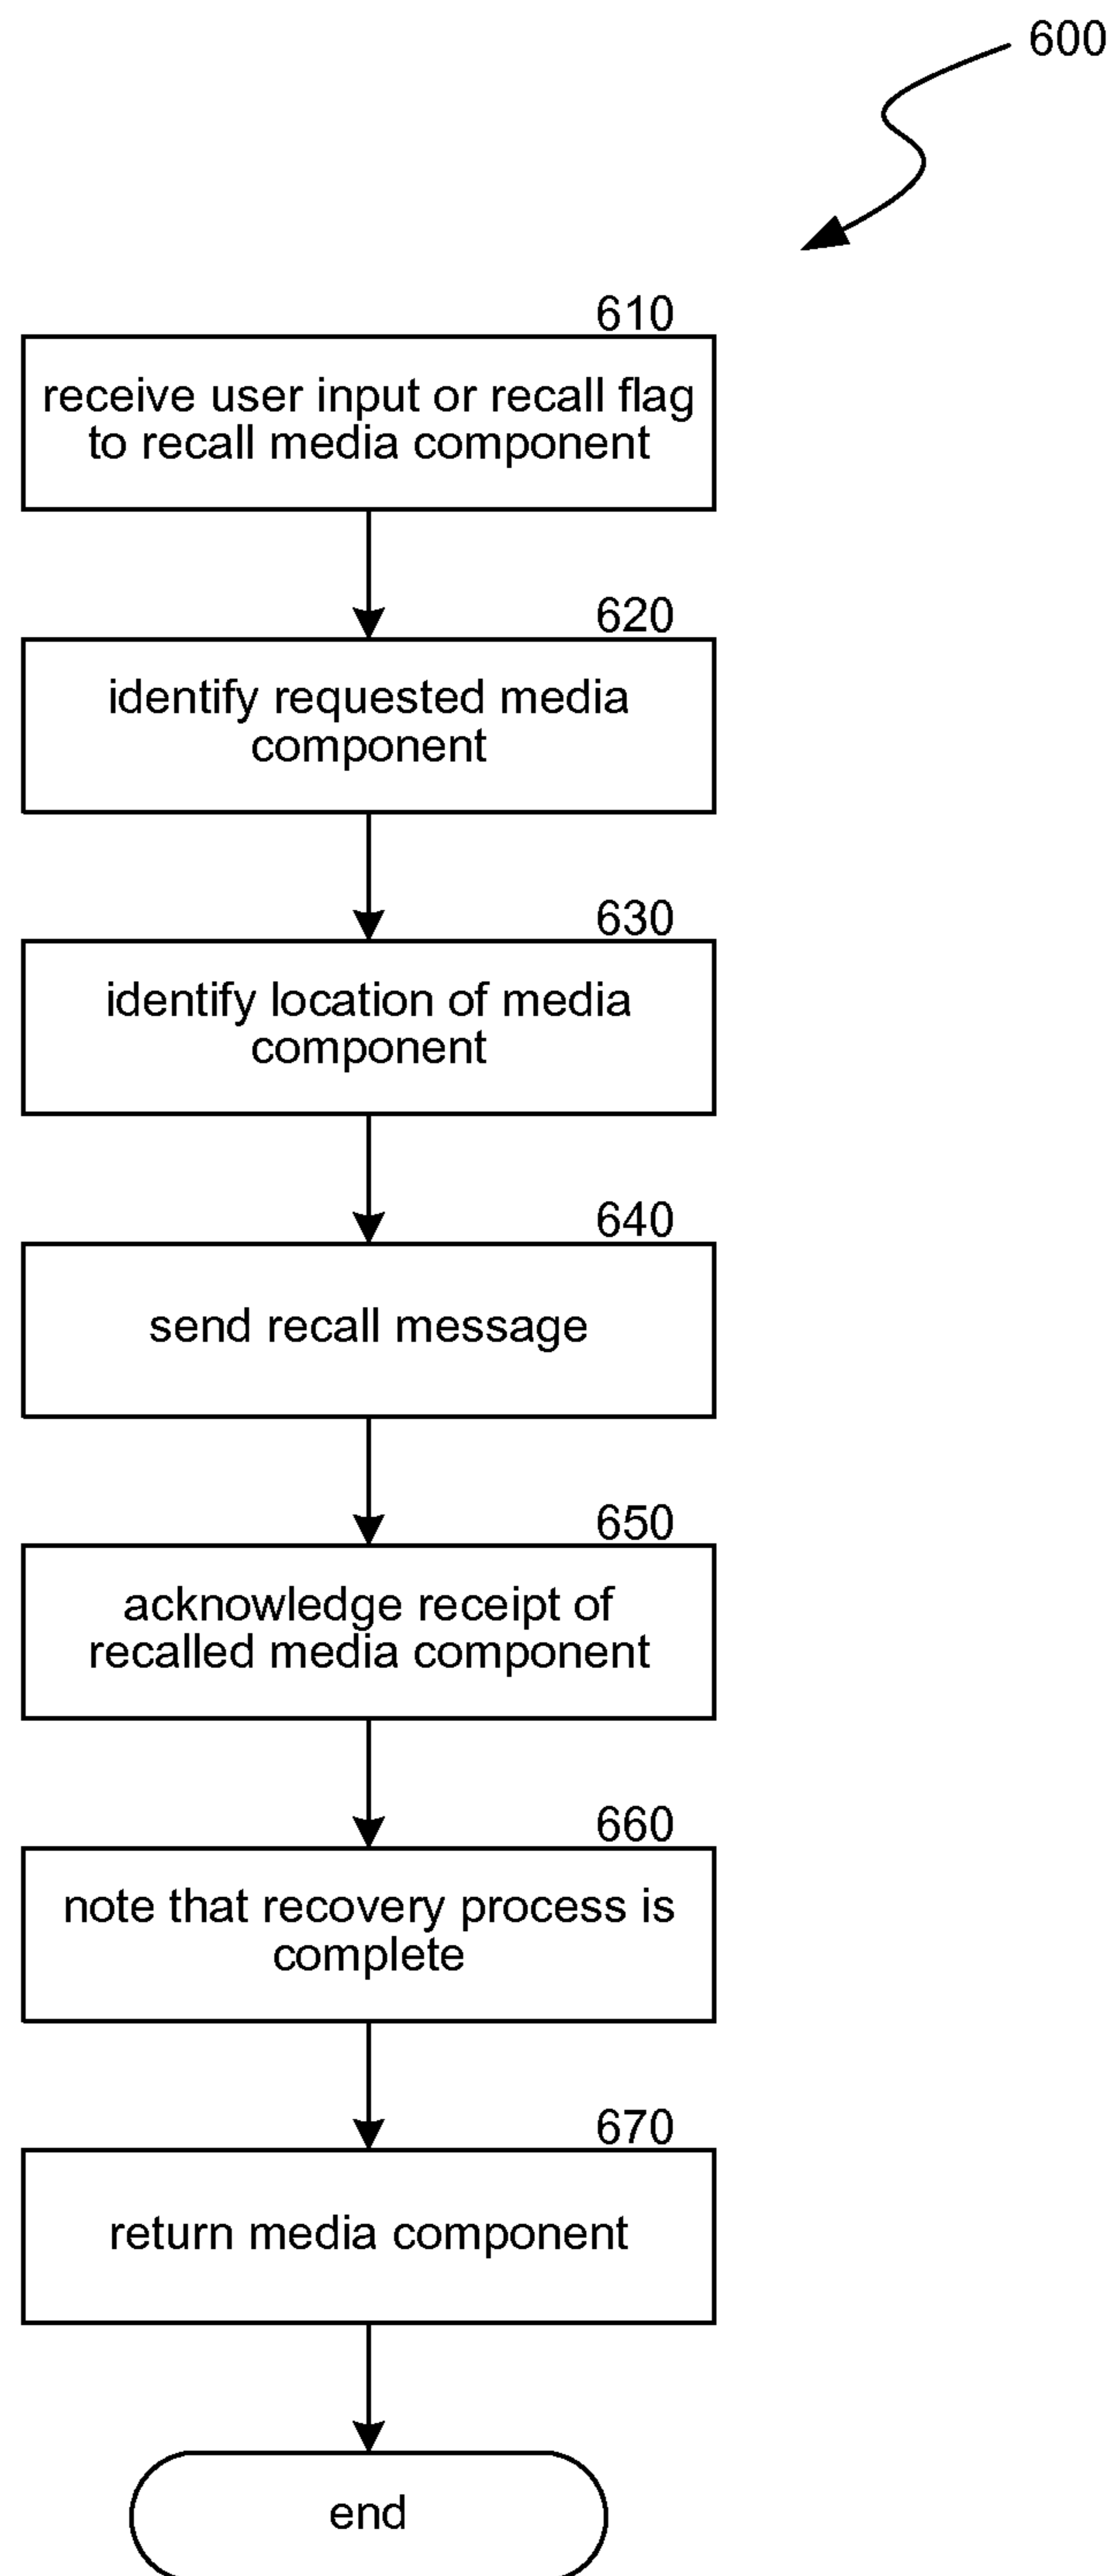 600
610
receive user input or recall flag
to recall media component
620
identify requested media
component
630
identify location of media
component
640
send recall message
650
acknowledge receipt of
recalled media component
660
note that recovery process is
complete
670
return media component
end